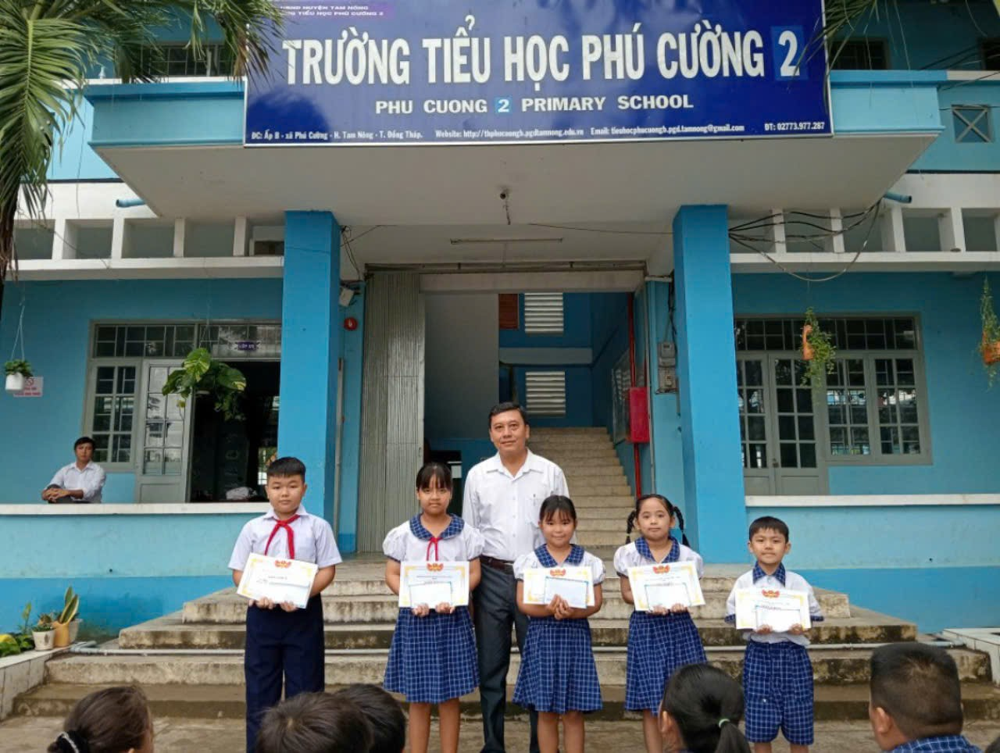 UBND HUYỆN TAM NÔNG
TRƯỜNG TIỂU HỌC PHÚ CƯỜNG 2
TRƯỜNG TIỂU HỌC PHÚ CƯỜNG 2
PHU CUONG 2 PRIMARY SCHOOL
ĐC: Ấp B - xã Phú Cường - H. Tam Nông - T. Đồng Tháp. Website: http://thphucuongb.pgdtamnong.edu.vn Email: tieuhocphucuongb.pgd.tamnong@gmail.com ĐT: 02773.977.287